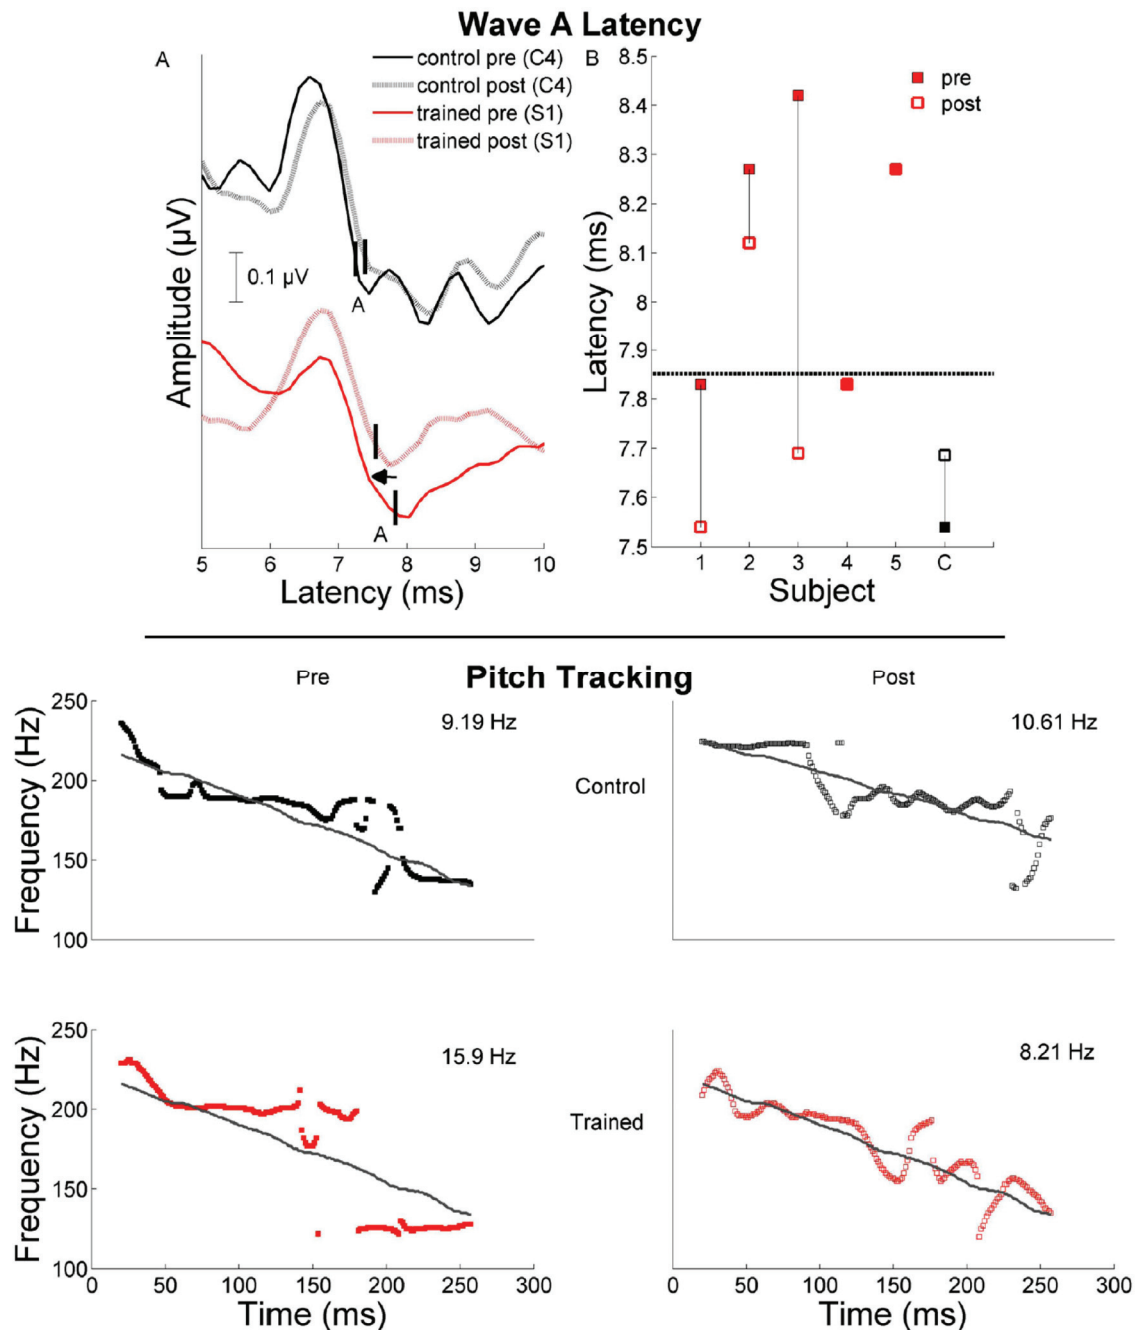 Wave A Latency
A
control pre (C4)
control post (C4)
trained pre (S1)
trained post (S1)
Amplitude (µV)
0.1 µV
A
A
5 6 7 8 9 10
Latency (ms)
B
pre
post
8.5
8.4
8.3
8.2
8.1
8
7.9
7.8
7.7
7.6
7.5
Latency (ms)
1 2 3 4 5 C
Subject
Pitch Tracking
Pre
Post
250
200
150
100
Frequency (Hz)
9.19 Hz
Control
10.61 Hz
250
200
150
100
Frequency (Hz)
15.9 Hz
Trained
8.21 Hz
0 50 100 150 200 250 300
Time (ms)
0 50 100 150 200 250 300
Time (ms)